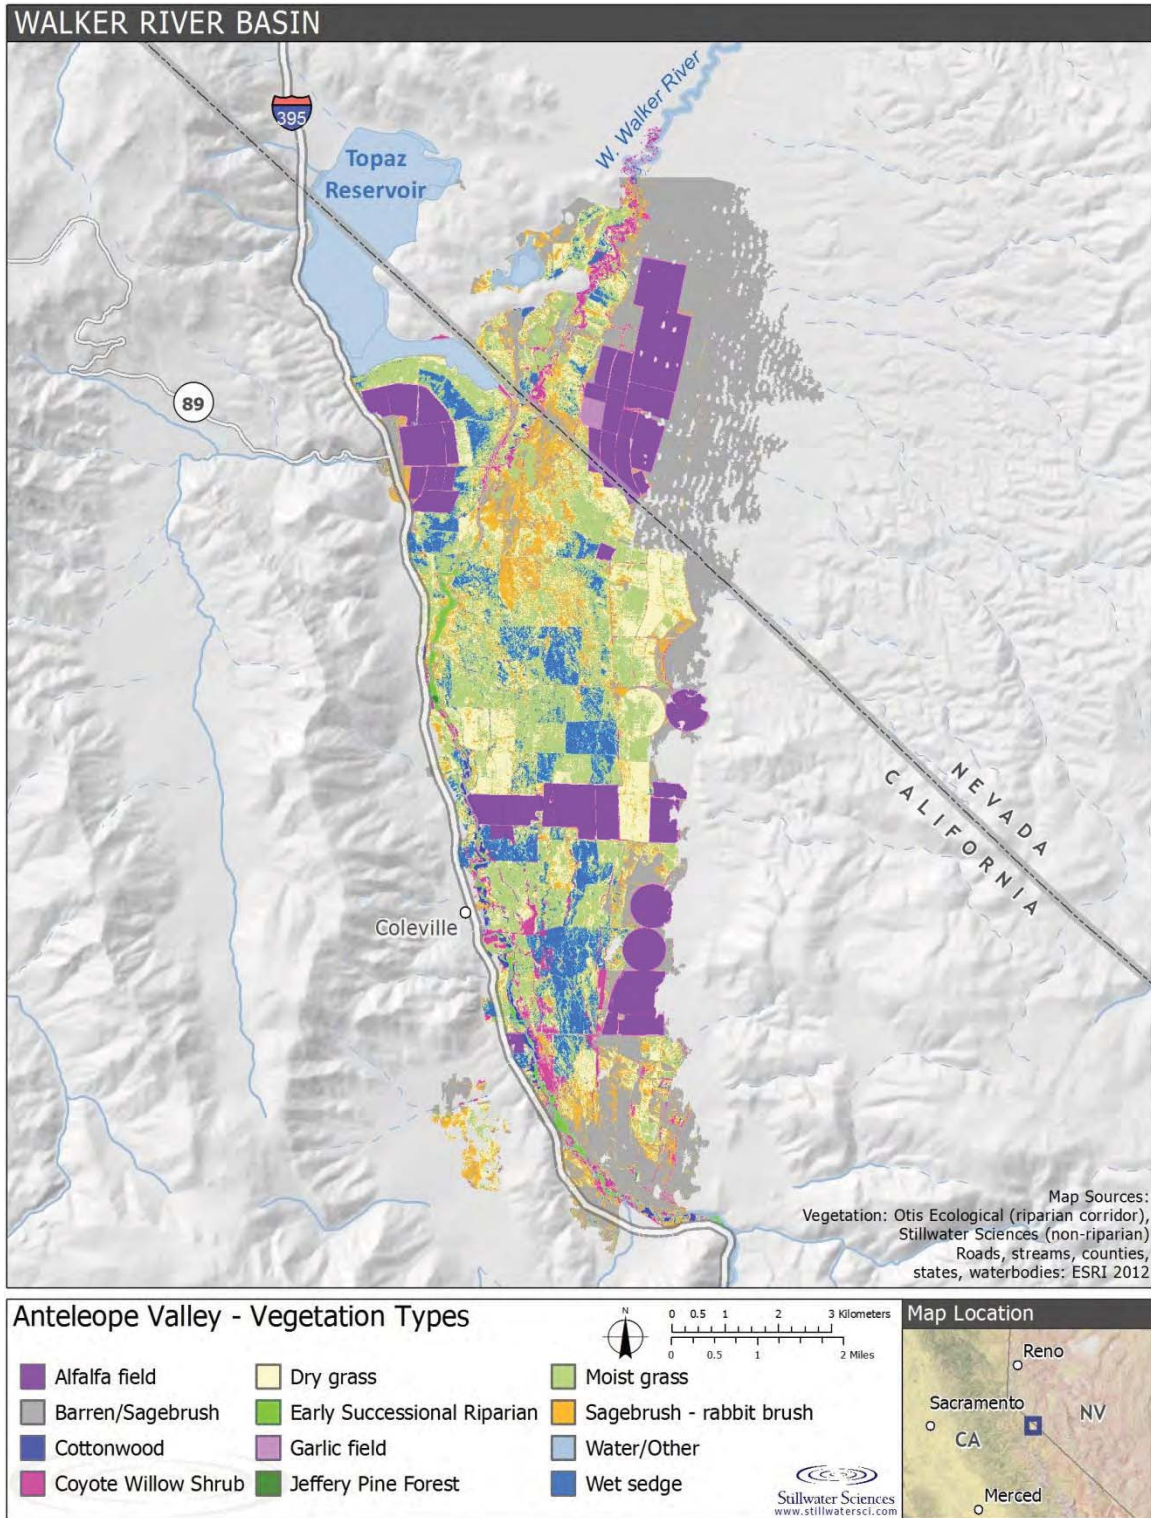 WALKER RIVER BASIN
395
Topaz
Reservoir
W. Walker River
89
NEVADA
CALIFORNIA
Coleville
Map Sources:
Vegetation: Otis Ecological (riparian corridor),
Stillwater Sciences (non-riparian)
Roads, streams, counties,
states, waterbodies: ESRI 2012
Anteleope Valley - Vegetation Types
N
0 0.5 1 2 3 Kilometers
0 0.5 1 2 Miles
Alfalfa field
Barren/Sagebrush
Cottonwood
Coyote Willow Shrub
Dry grass
Early Successional Riparian
Garlic field
Jeffery Pine Forest
Moist grass
Sagebrush - rabbit brush
Water/Other
Wet sedge
Stillwater Sciences
www.stillwatersci.com
Map Location
Reno
Sacramento
NV
CA
Merced